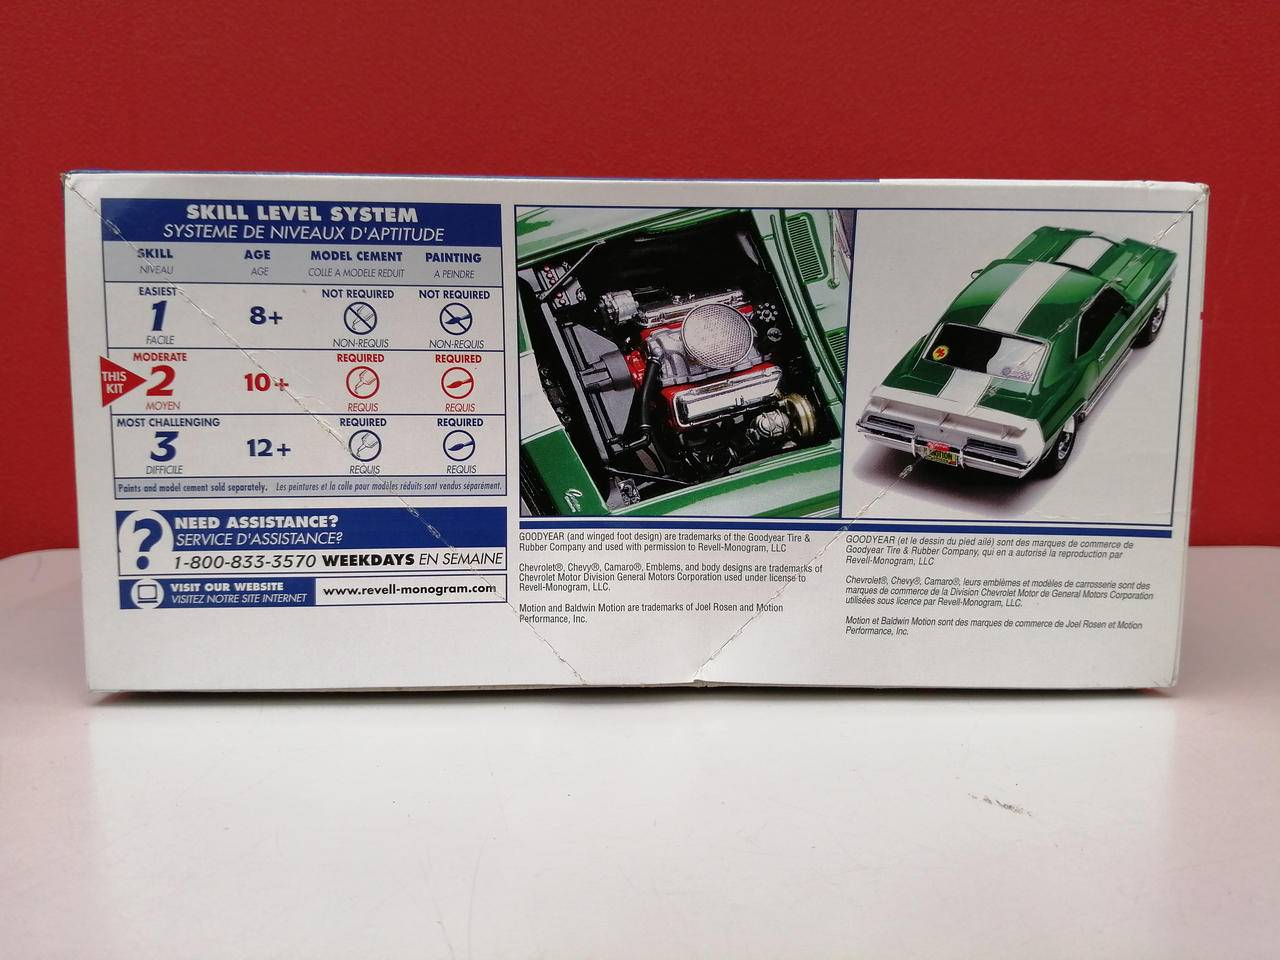 SKILL LEVEL SYSTEM
SYSTEME DE NIVEAUX D'APTITUDE
SKILL AGE MODEL CEMENT PAINTING
NIVEAU AGE COLLE A MODELE REDUIT A PEINDRE
EASIEST NOT REQUIRED NOT REQUIRED
1 8+
FACILE NON-REQUIS NON-REQUIS
MODERATE REQUIRED REQUIRED
THIS KIT 2 10+
MOYEN REQUIS REQUIS
MOST CHALLENGING REQUIRED REQUIRED
3 12+
DIFFICILE REQUIS REQUIS
Paints and model cement sold separately. Les peintures et la colle pour modèles réduits sont vendus séparément.
? NEED ASSISTANCE?
SERVICE D'ASSISTANCE?
1-800-833-3570 WEEKDAYS EN SEMAINE
VISIT OUR WEBSITE
VISITEZ NOTRE SITE INTERNET
www.revell-monogram.com
GOODYEAR (and winged foot design) are trademarks of the Goodyear Tire &
Rubber Company and used with permission to Revell-Monogram, LLC
Chevrolet®, Chevy®, Camaro®, Emblems, and body designs are trademarks of
Chevrolet Motor Division General Motors Corporation used under license to
Revell-Monogram, LLC.
Motion and Baldwin Motion are trademarks of Joel Rosen and Motion
Performance, Inc.
GOODYEAR (et le dessin du pied ailé) sont des marques de commerce de
Goodyear Tire & Rubber Company, qui en a autorisé la reproduction par
Revell-Monogram, LLC
Chevrolet®, Chevy®, Camaro®, leurs emblèmes et modèles de carrosserie sont des
marques de commerce de la Division Chevrolet Motor de General Motors Corporation
utilisées sous licence par Revell-Monogram, LLC.
Motion et Baldwin Motion sont des marques de commerce de Joel Rosen et Motion
Performance, Inc.